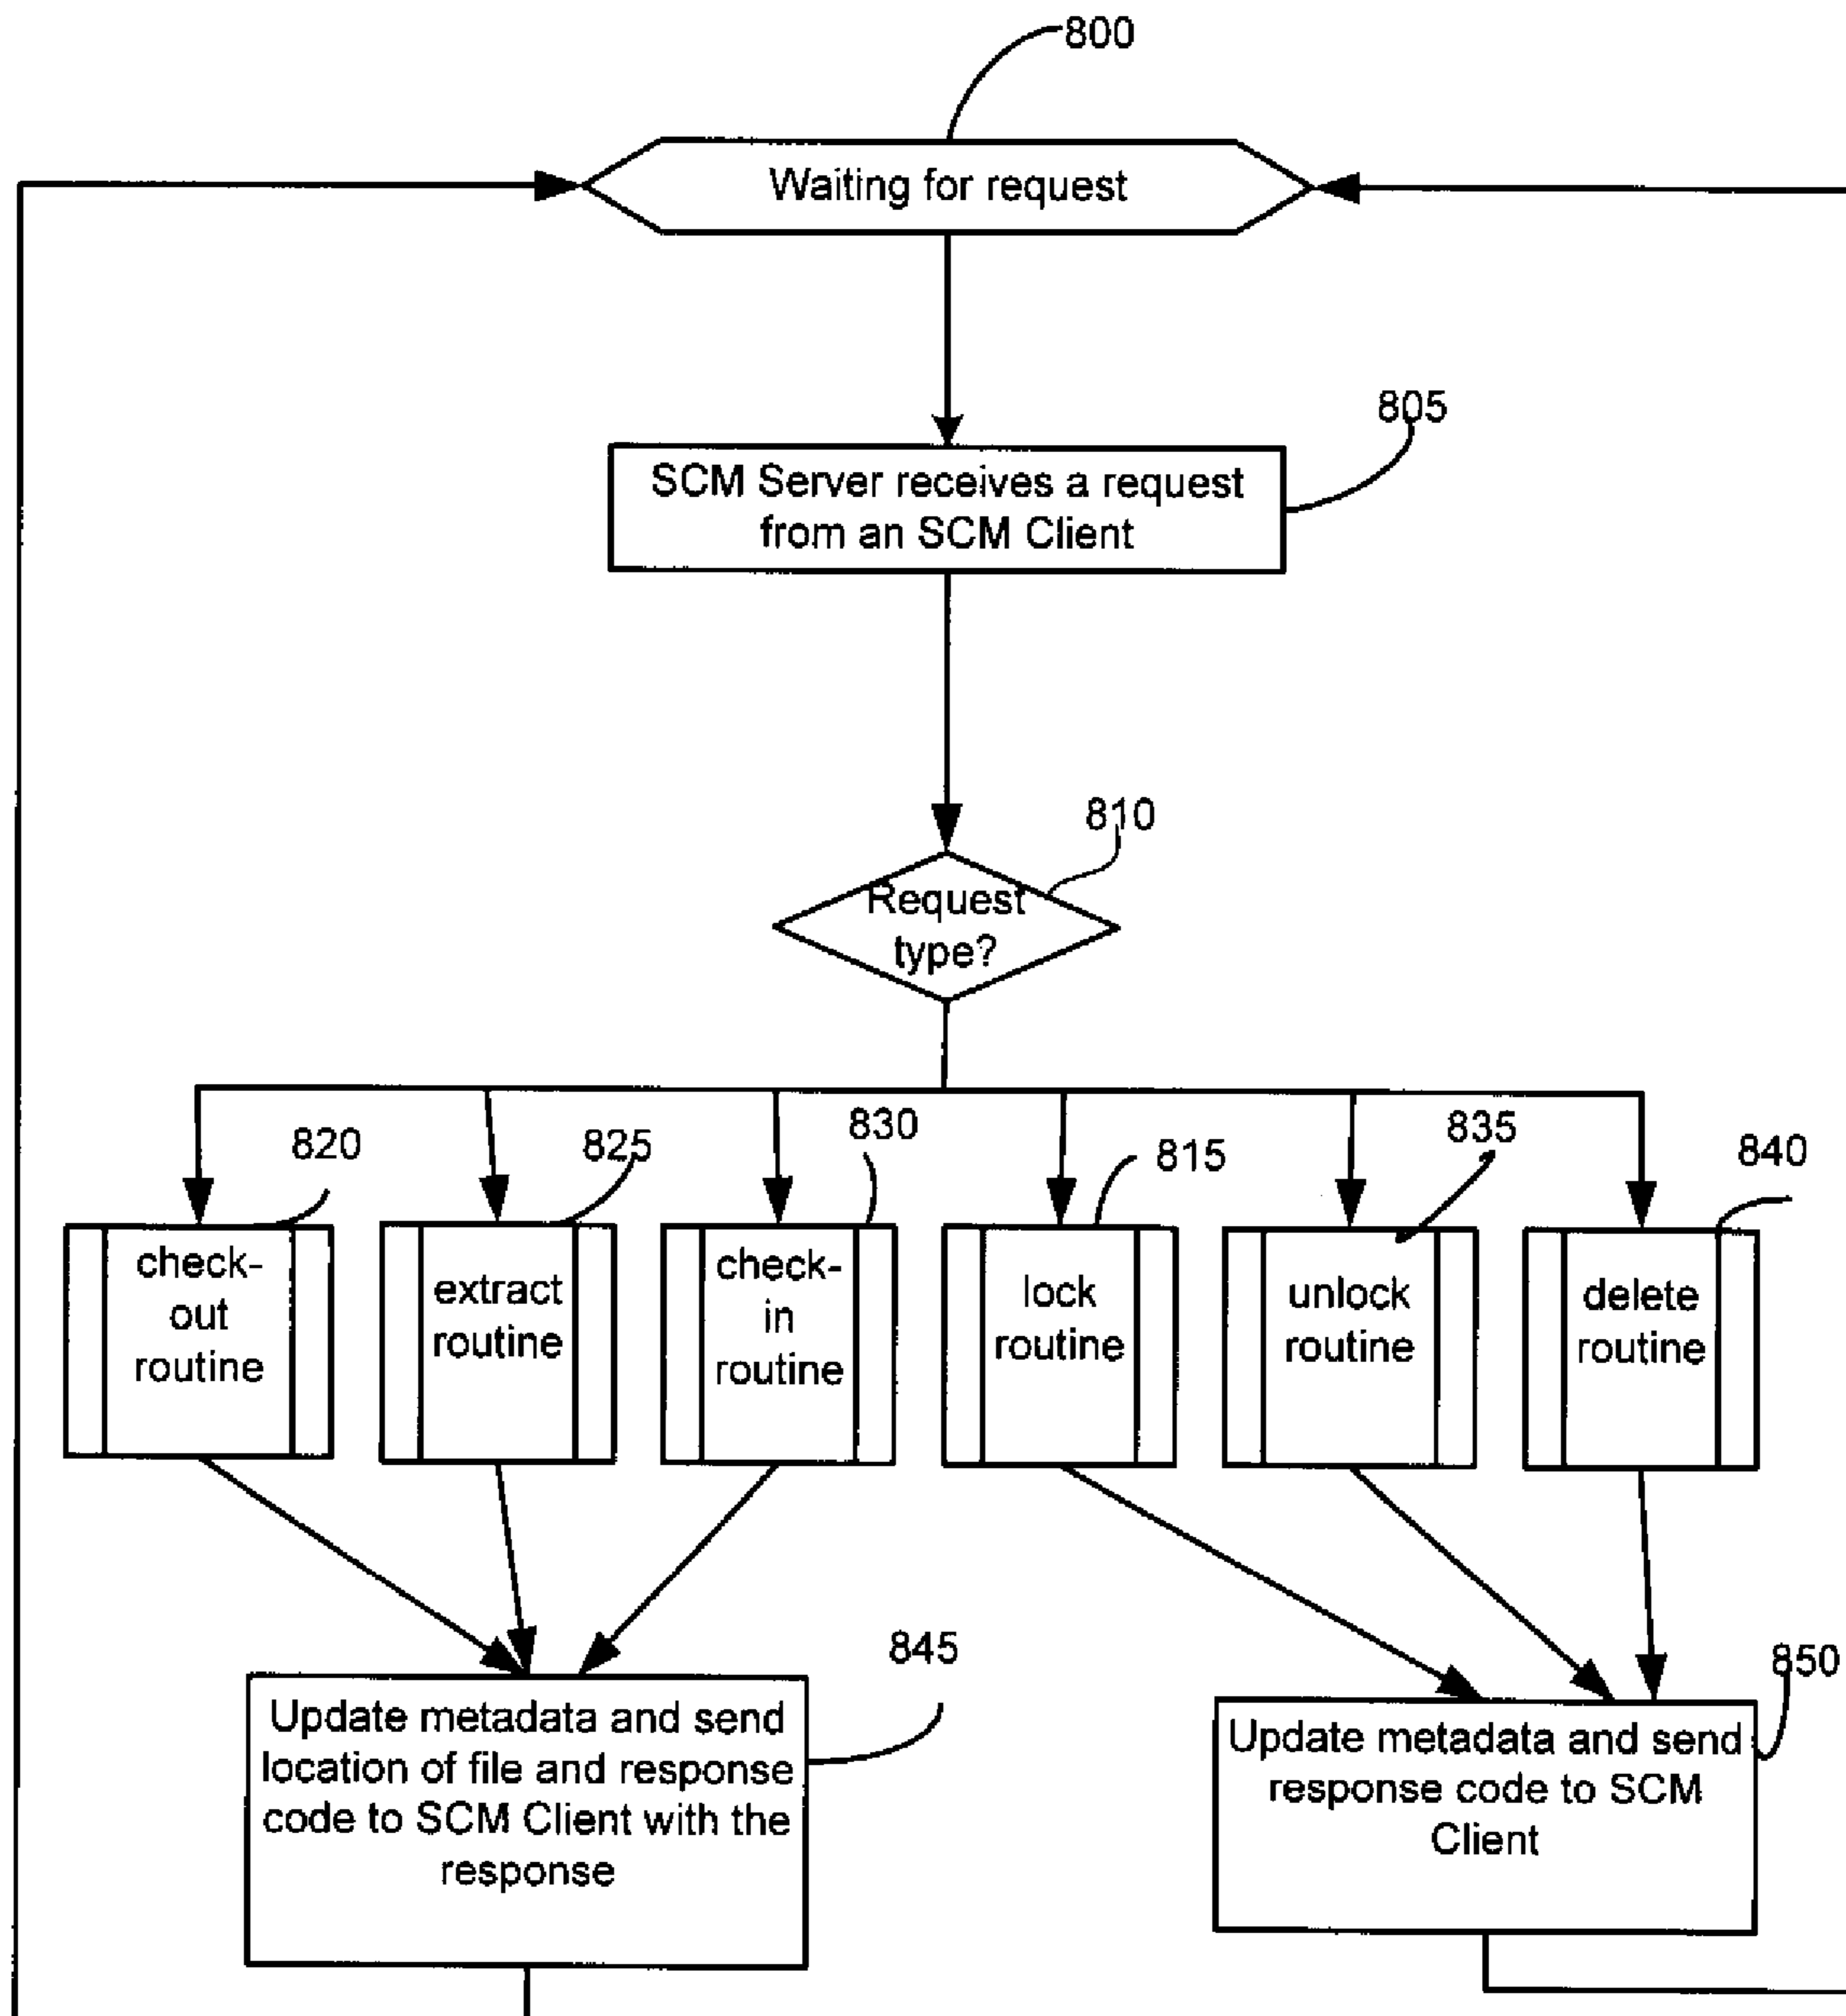 800
Waiting for request
805
SCM Server receives a request
from an SCM Client
810
Request
type?
820
825
830
815
835
840
check-
out
routine
extract
routine
check-
in
routine
lock
routine
unlock
routine
delete
routine
845
Update metadata and send
location of file and response
code to SCM Client with the
response
850
Update metadata and send
response code to SCM
Client